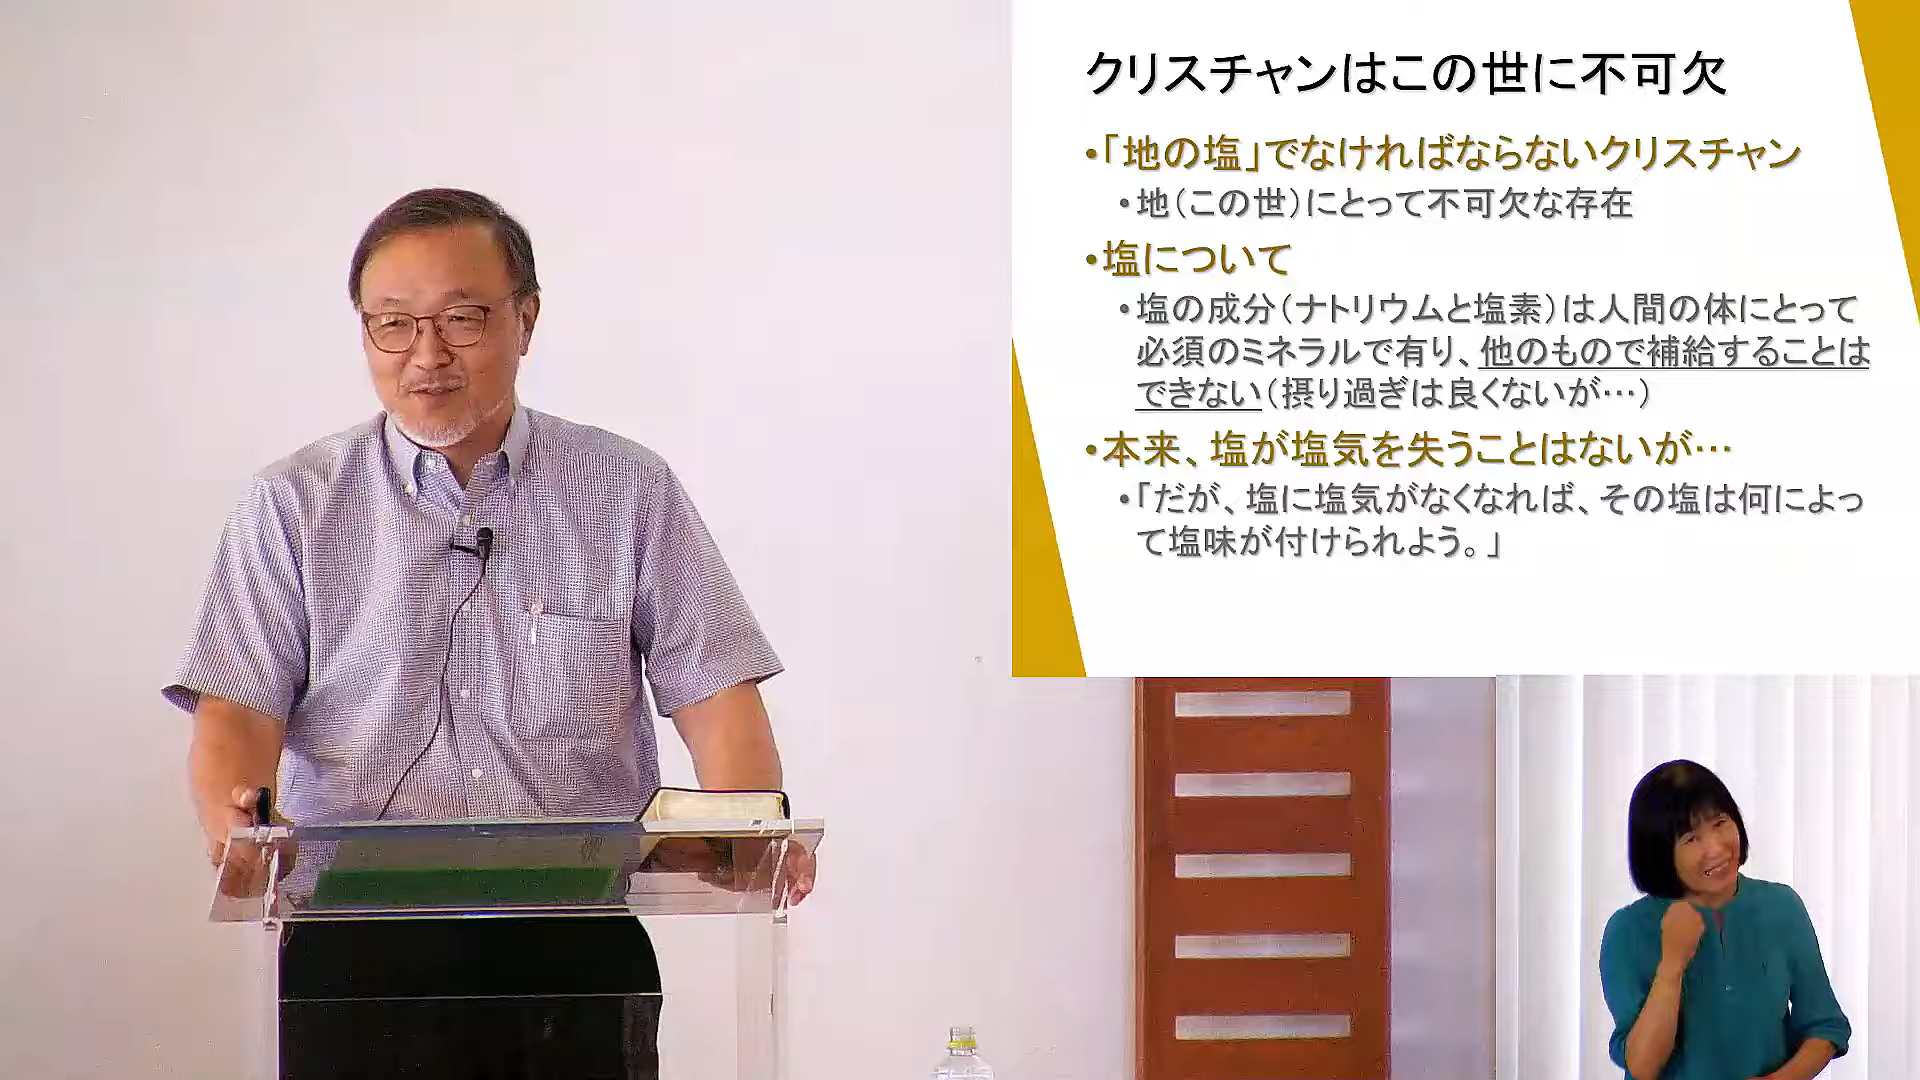 クリスチャンはこの世に不可欠
•「地の塩」でなければならないクリスチャン
•地（この世）にとって不可欠な存在
•塩について
•塩の成分（ナトリウムと塩素）は人間の体にとって
必須のミネラルで有り、他のもので補給することは
できない（摂り過ぎは良くないが…）
•本来、塩が塩気を失うことはないが…
•「だが、塩に塩気がなくなれば、その塩は何によっ
て塩味が付けられよう。」